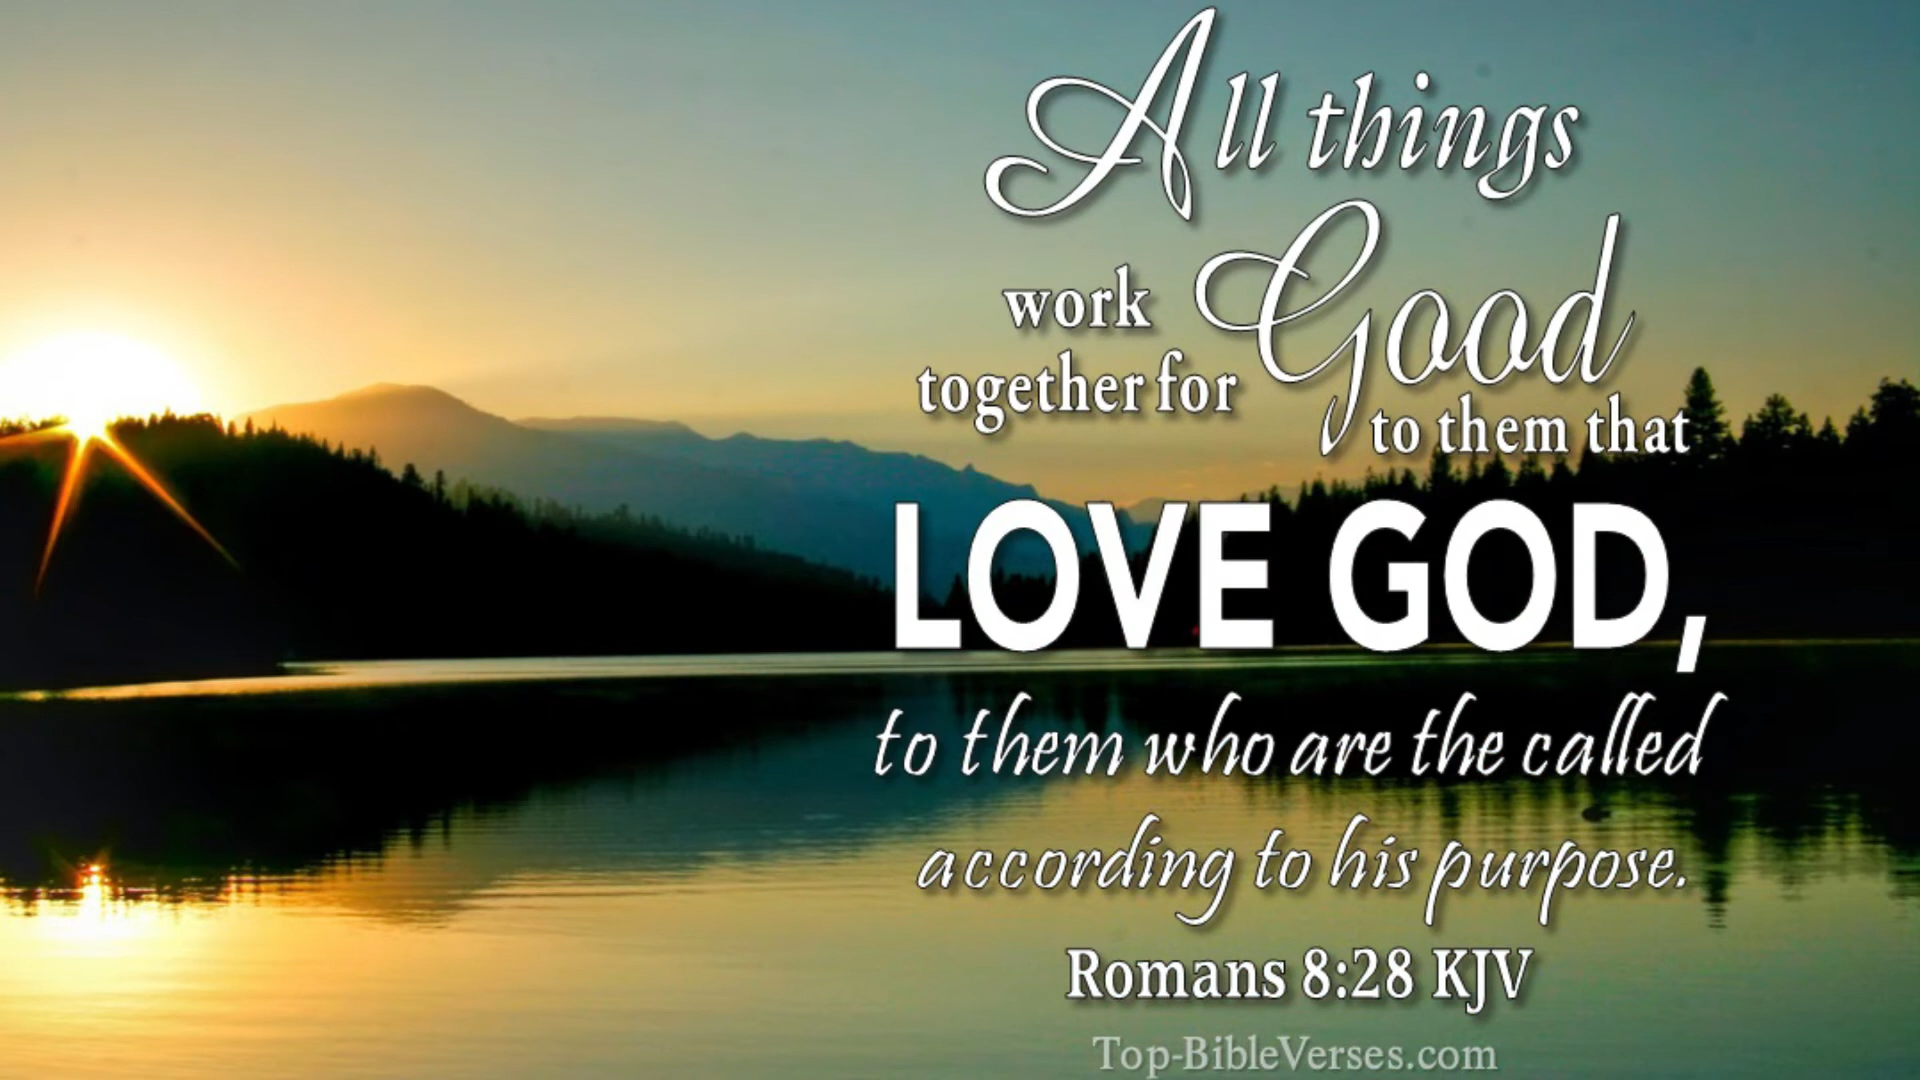 All things
work Good
together for
to them that
LOVE GOD,
to them who are the called
according to his purpose.
Romans 8:28 KJV
Top-BibleVerses.com